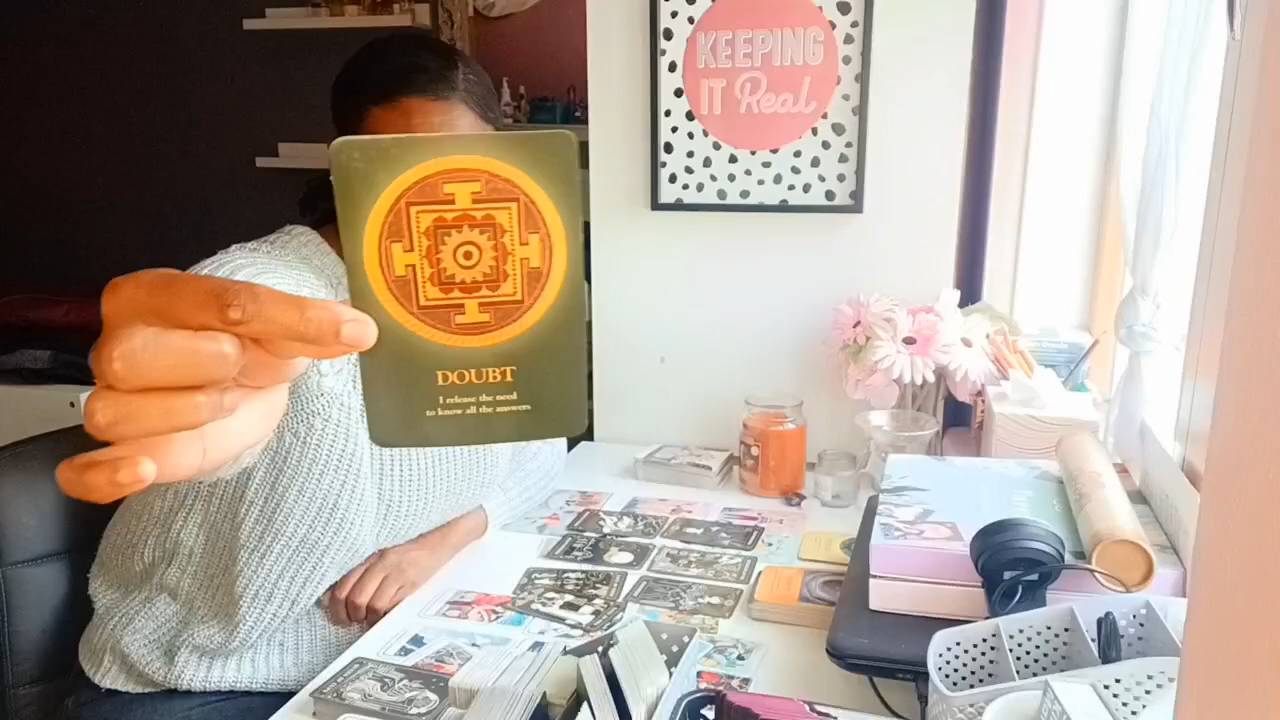 KEEPING
IT Real
DOUBT
I release the need
to know all the answers